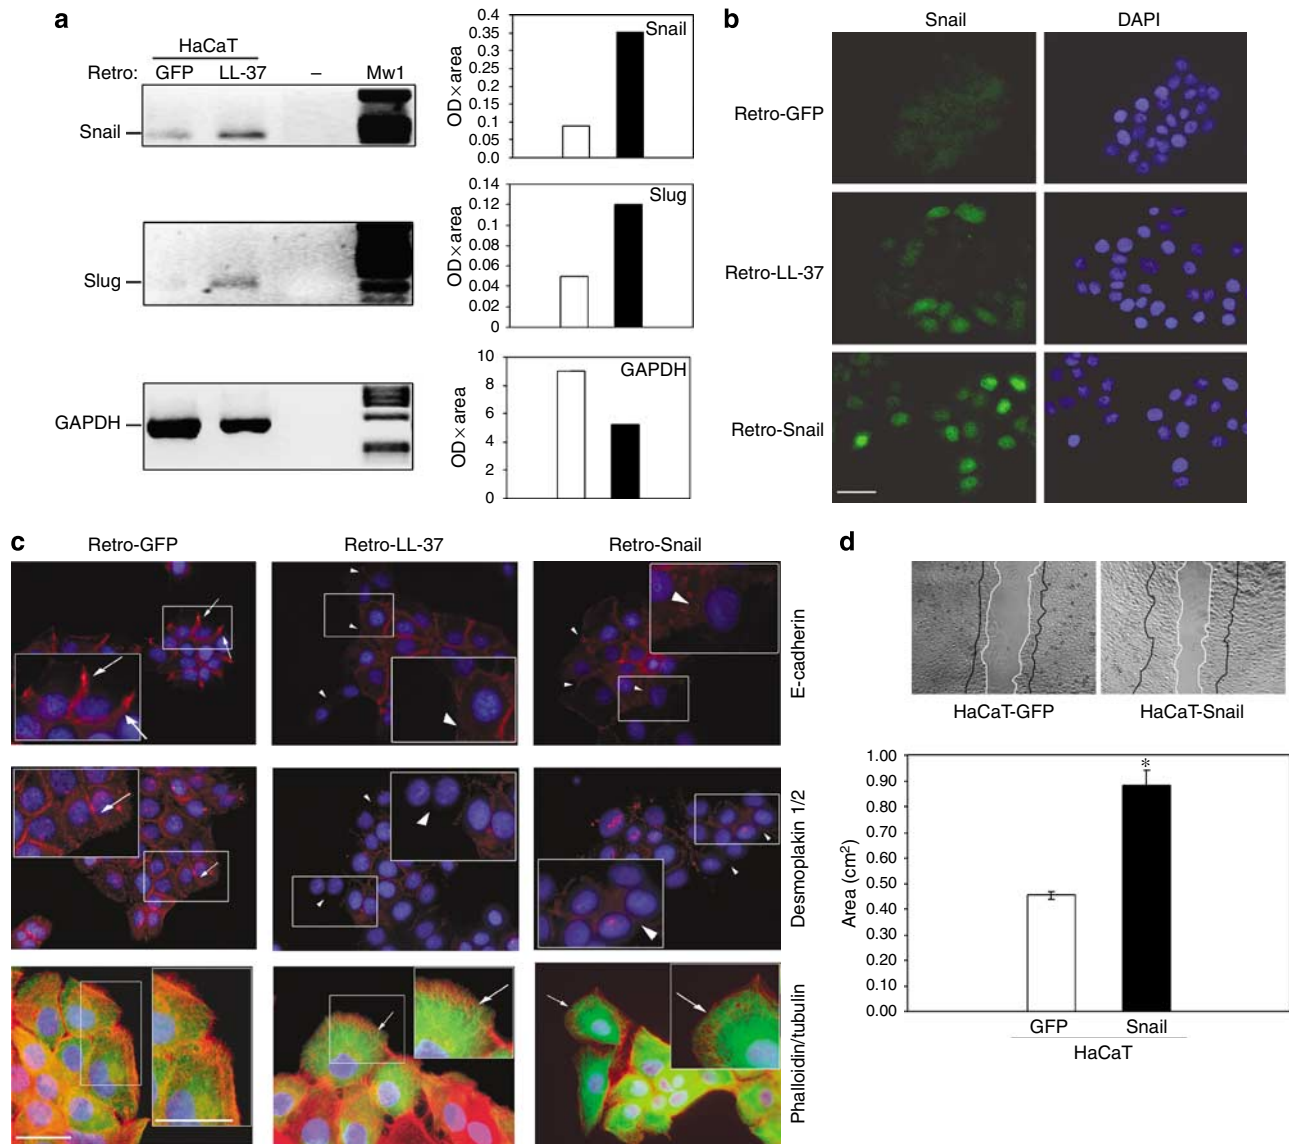 a
HaCaT
Retro: GFP LL-37 – Mw1
Snail
Slug
GAPDH
0.4
0.35
0.3
0.25
0.2
0.15
0.1
0.05
0.0
OD×area
Snail
0.14
0.12
0.10
0.08
0.06
0.04
0.02
0
OD×area
Slug
10
8
6
4
2
0
OD×area
GAPDH
b
Snail DAPI
Retro-GFP
Retro-LL-37
Retro-Snail
c
Retro-GFP Retro-LL-37 Retro-Snail
E-cadherin
Desmoplakin 1/2
Phalloidin/tubulin
d
HaCaT-GFP HaCaT-Snail
1.00
0.90
0.80
0.70
0.60
0.50
0.40
0.30
0.20
0.10
0.00
Area (cm²)
*
GFP Snail
HaCaT